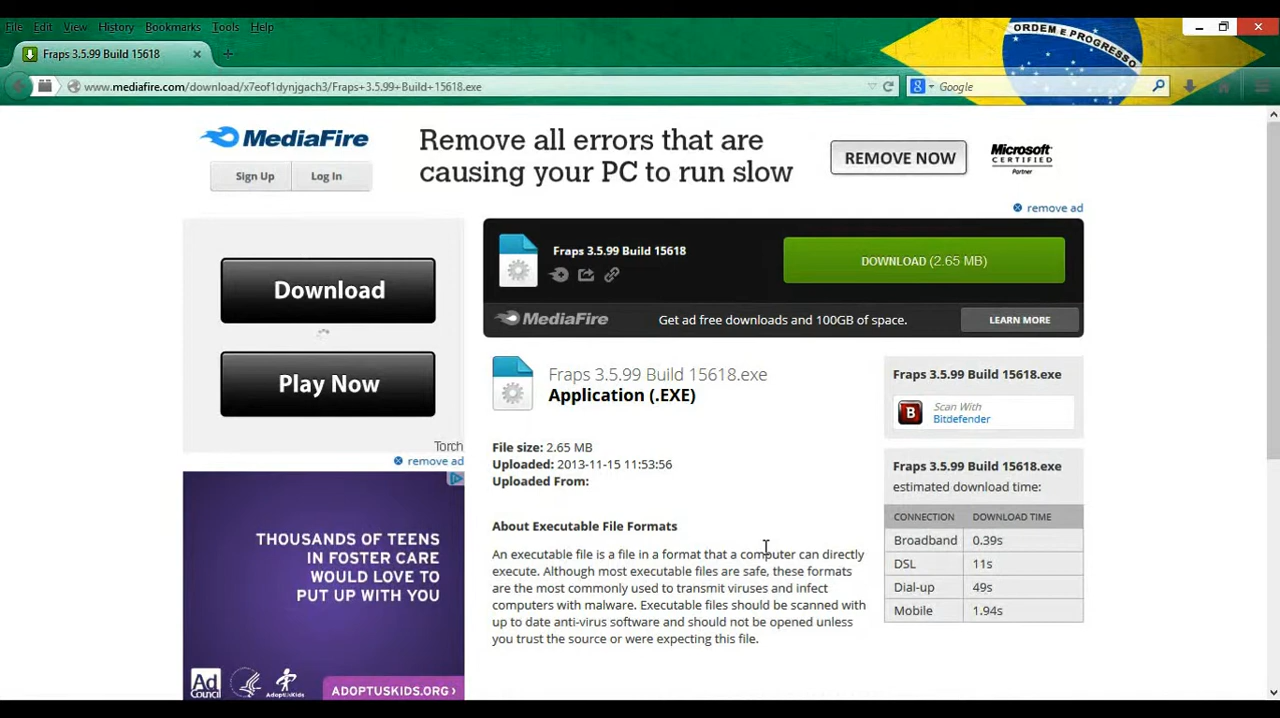 File Edit View History Bookmarks Tools Help
ORDEM E PROGRESSO
Fraps 3.5.99 Build 15618
www.mediafire.com/download/x7eof1dynjgach3/Fraps+3.5.99+Build+15618.exe
Google
MediaFire
Sign Up Log In
Remove all errors that are
causing your PC to run slow
REMOVE NOW
Microsoft
CERTIFIED
Partner
remove ad
Download
Play Now
Torch
remove ad
Fraps 3.5.99 Build 15618
DOWNLOAD (2.65 MB)
MediaFire
Get ad free downloads and 100GB of space.
LEARN MORE
Fraps 3.5.99 Build 15618.exe
Application (.EXE)
File size: 2.65 MB
Uploaded: 2013-11-15 11:53:56
Uploaded From:
About Executable File Formats
An executable file is a file in a format that a computer can directly
execute. Although most executable files are safe, these formats
are the most commonly used to transmit viruses and infect
computers with malware. Executable files should be scanned with
up to date anti-virus software and should not be opened unless
you trust the source or were expecting this file.
Fraps 3.5.99 Build 15618.exe
B
Scan With
Bitdefender
Fraps 3.5.99 Build 15618.exe
estimated download time:
CONNECTION DOWNLOAD TIME
Broadband 0.39s
DSL 11s
Dial-up 49s
Mobile 1.94s
THOUSANDS OF TEENS
IN FOSTER CARE
WOULD LOVE TO
PUT UP WITH YOU
Ad
COUNCIL
AdoptUsKids
ADOPTUSKIDS.ORG ›